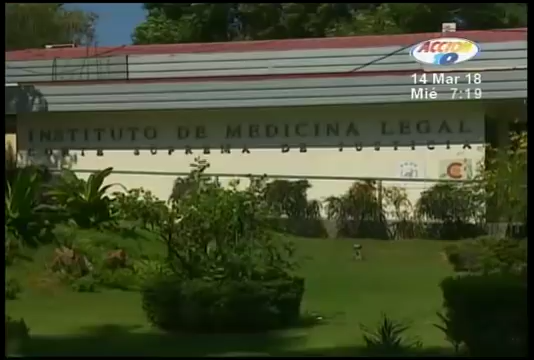 ACCION
10
14 Mar 18
Mié 7:19
INSTITUTO DE MEDICINA LEGAL
CORTE SUPREMA DE JUSTICIA